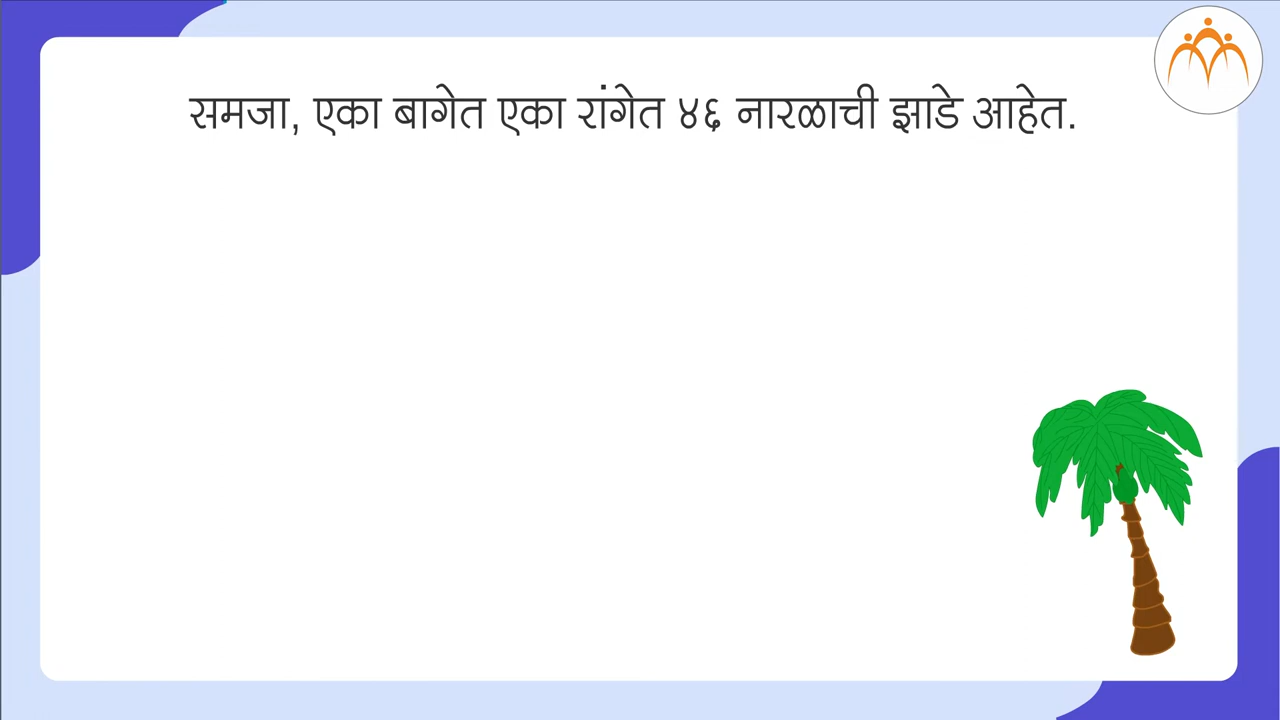 समजा, एका बागेत एका रांगेत ४६ नारळाची झाडे आहेत.